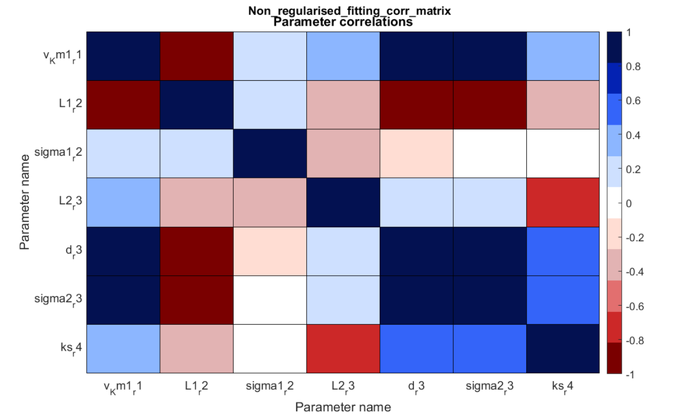 Non_regularised_fitting_corr_matrix
Parameter correlations
v_Km1_r1
L1_r2
sigma1_r2
L2_r3
d_r3
sigma2_r3
ks_r4
Parameter name
v_Km1_r1 L1_r2 sigma1_r2 L2_r3 d_r3 sigma2_r3 ks_r4
Parameter name
1
0.8
0.6
0.4
0.2
0
-0.2
-0.4
-0.6
-0.8
-1